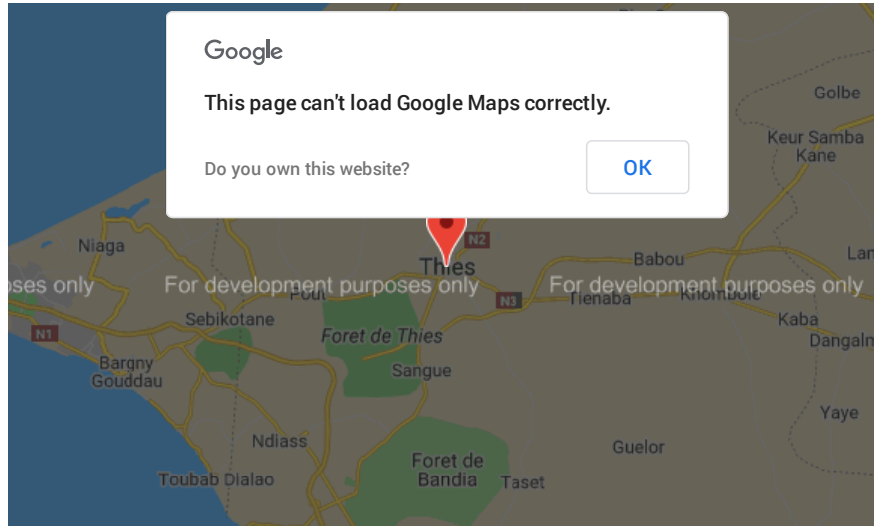 Google
This page can't load Google Maps correctly.
Do you own this website?
OK
Golbe
Keur Samba
Kane
Niaga
N2
Thies
Babou
oses only
For development purposes only
For development purposes only
Pout
N3
Tienaba
Khombole
N1
Sebikotane
Foret de Thies
Kaba
Bargny
Gouddau
Sangue
Yaye
Ndiass
Guelor
Foret de
Bandia
Toubab Dialao
Taset